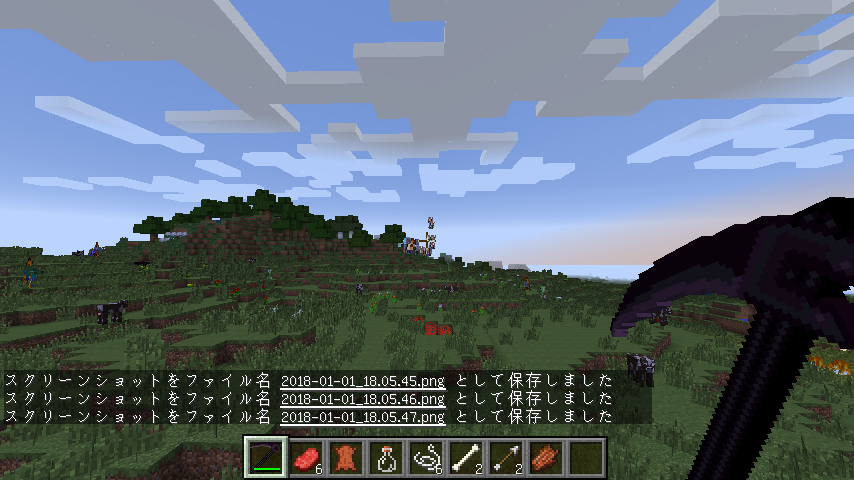 スクリーンショットをファイル名 2018-01-01_18.05.45.png として保存しました
スクリーンショットをファイル名 2018-01-01_18.05.46.png として保存しました
スクリーンショットをファイル名 2018-01-01_18.05.47.png として保存しました
6 6 2 2